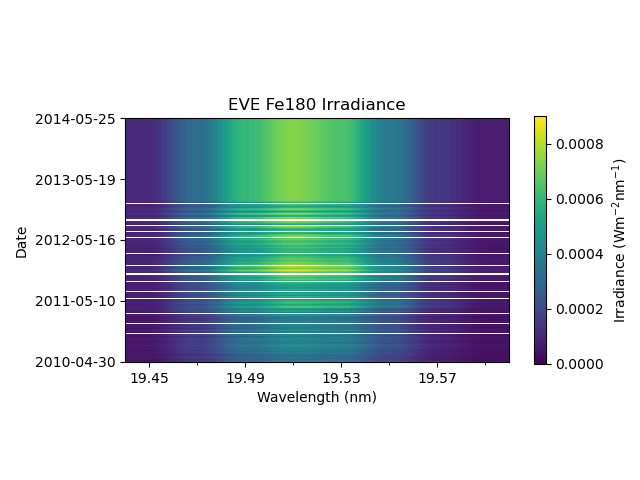 EVE Fe180 Irradiance
2014-05-25
2013-05-19
2012-05-16
2011-05-10
2010-04-30
Date
19.45 19.49 19.53 19.57
Wavelength (nm)
0.0008
0.0006
0.0004
0.0002
0.0000
Irradiance (Wm⁻²nm⁻¹)